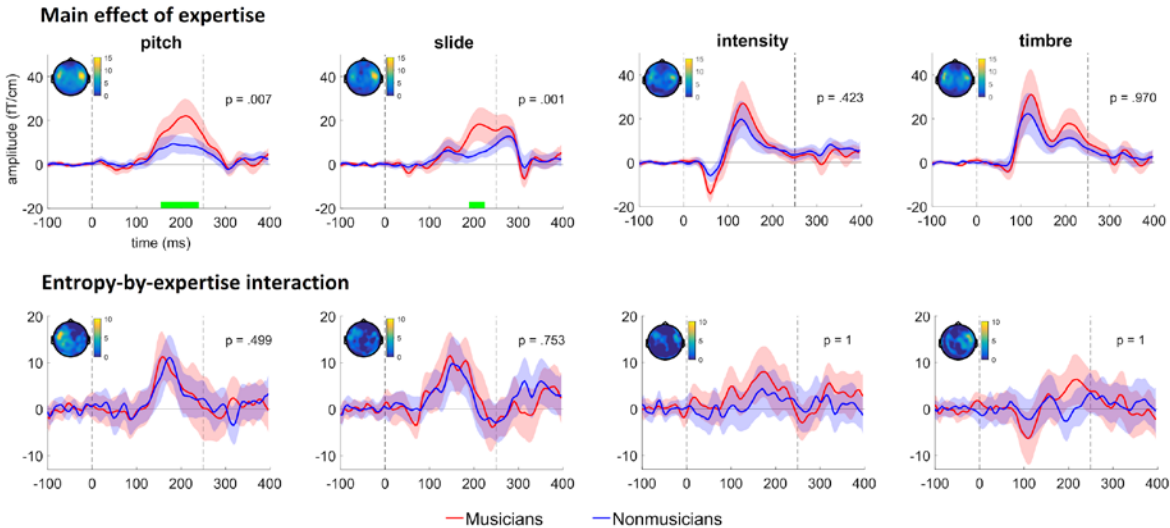 Main effect of expertise
pitch
slide
intensity
timbre
15
10
5
0
15
10
5
0
15
10
5
0
15
10
5
0
p = .007
p = .001
p = .423
p = .970
amplitude (fT/cm)
40
20
0
-20
40
20
0
-20
40
20
0
-20
40
20
0
-20
-100 0 100 200 300 400
-100 0 100 200 300 400
-100 0 100 200 300 400
-100 0 100 200 300 400
time (ms)
Entropy-by-expertise interaction
10
5
0
10
5
0
10
5
0
10
5
0
p = .499
p = .753
p = 1
p = 1
20
10
0
-10
20
10
0
-10
20
10
0
-10
20
10
0
-10
-100 0 100 200 300 400
-100 0 100 200 300 400
-100 0 100 200 300 400
-100 0 100 200 300 400
Musicians Nonmusicians